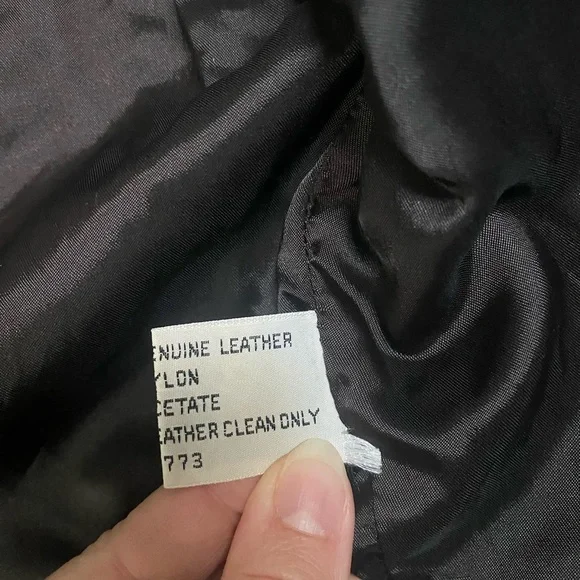 ENUINE LEATHER
YLON
CETATE
EATHER CLEAN ONLY
773